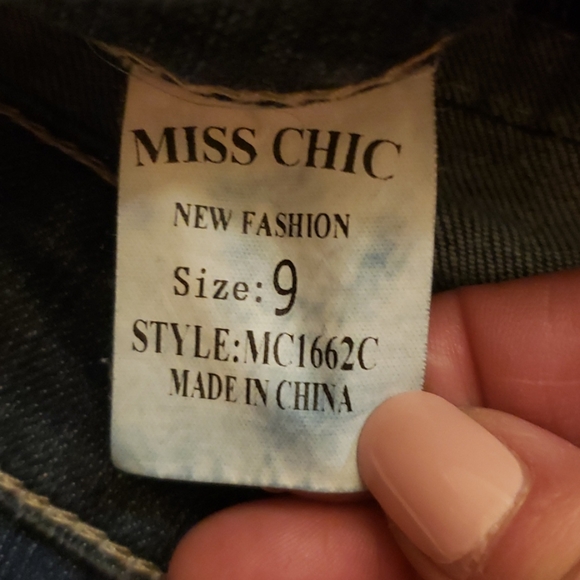 MISS CHIC
NEW FASHION
Size: 9
STYLE:MC1662C
MADE IN CHINA